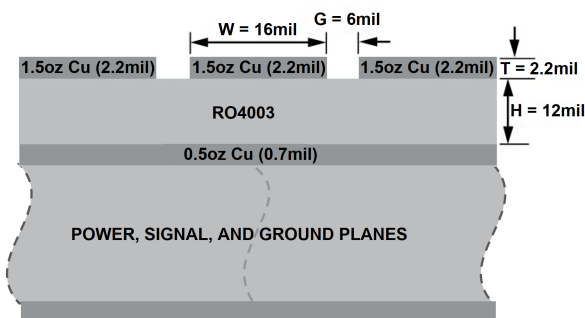 G = 6mil
W = 16mil
1.5oz Cu (2.2mil) 1.5oz Cu (2.2mil) 1.5oz Cu (2.2mil) T = 2.2mil
RO4003 H = 12mil
0.5oz Cu (0.7mil)
POWER, SIGNAL, AND GROUND PLANES